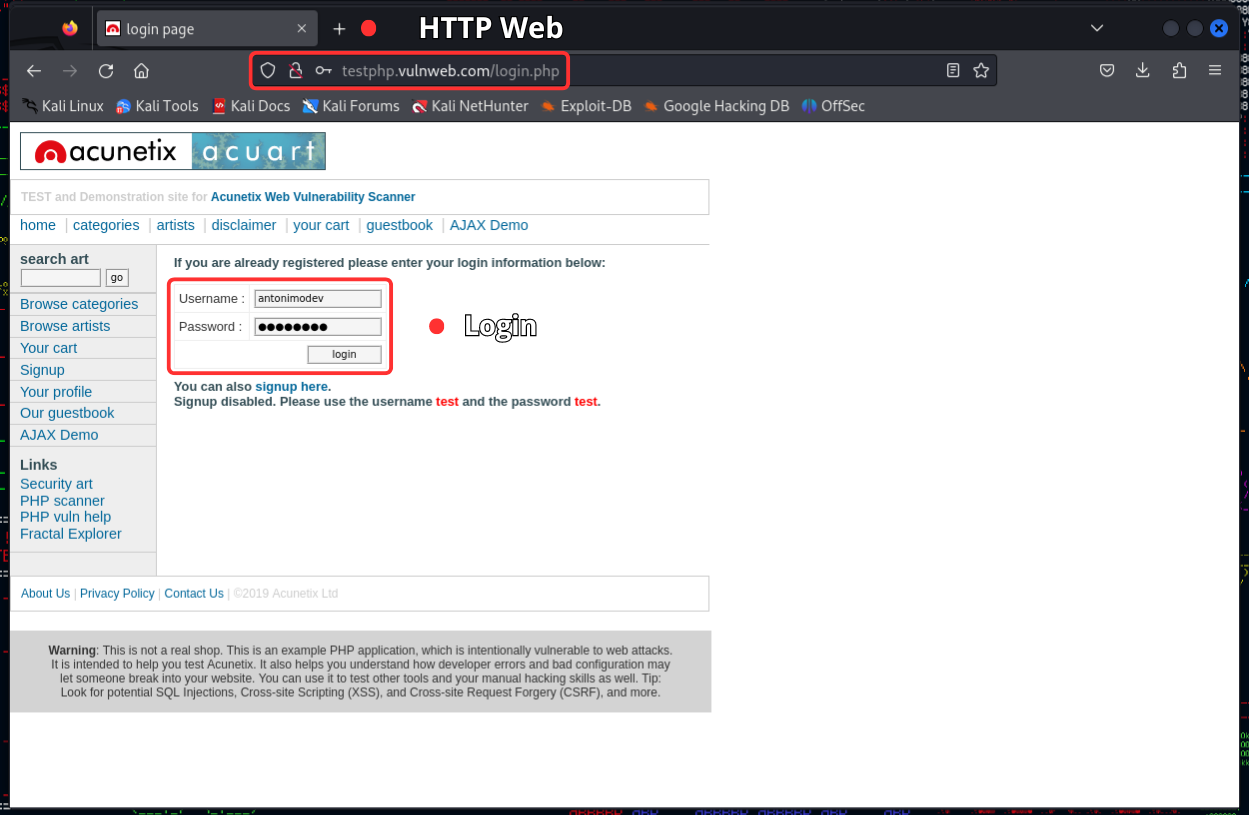 login page
HTTP Web
testphp.vulnweb.com/login.php
Kali Linux Kali Tools Kali Docs Kali Forums Kali NetHunter Exploit-DB Google Hacking DB OffSec
acunetix acuart
TEST and Demonstration site for Acunetix Web Vulnerability Scanner
home | categories | artists | disclaimer | your cart | guestbook | AJAX Demo
search art
go
Browse categories
Browse artists
Your cart
Signup
Your profile
Our guestbook
AJAX Demo
Links
Security art
PHP scanner
PHP vuln help
Fractal Explorer
If you are already registered please enter your login information below:
Username : antonimodev
Password : ●●●●●●●●
login
Login
You can also signup here.
Signup disabled. Please use the username test and the password test.
About Us | Privacy Policy | Contact Us | ©2019 Acunetix Ltd
Warning: This is not a real shop. This is an example PHP application, which is intentionally vulnerable to web attacks.
It is intended to help you test Acunetix. It also helps you understand how developer errors and bad configuration may
let someone break into your website. You can use it to test other tools and your manual hacking skills as well. Tip:
Look for potential SQL Injections, Cross-site Scripting (XSS), and Cross-site Request Forgery (CSRF), and more.